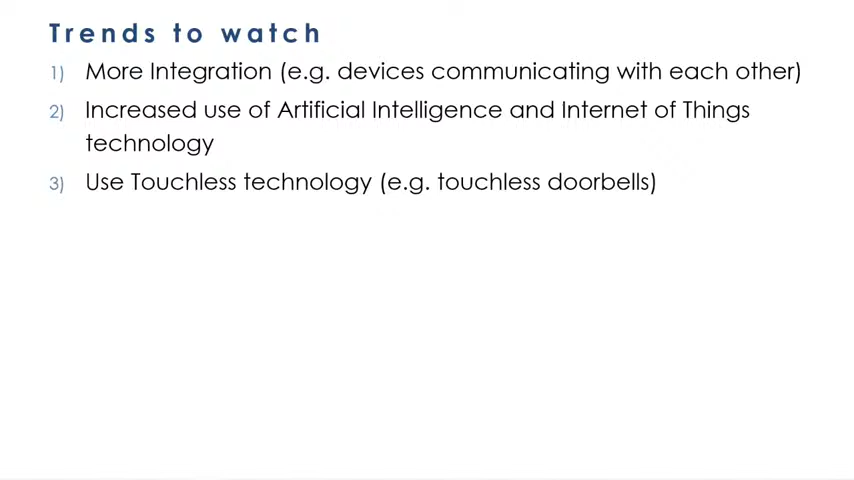 Trends to watch
1) More Integration (e.g. devices communicating with each other)
2) Increased use of Artificial Intelligence and Internet of Things
technology
3) Use Touchless technology (e.g. touchless doorbells)